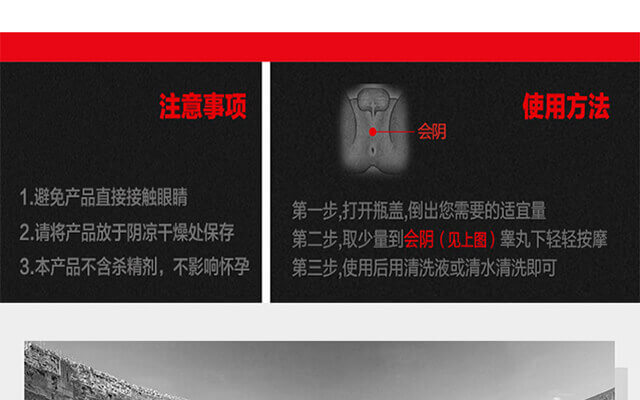 注意事项
1.避免产品直接接触眼睛
2.请将产品放于阴凉干燥处保存
3.本产品不含杀精剂，不影响怀孕
使用方法
会阴
第一步,打开瓶盖,倒出您需要的适宜量
第二步,取少量到会阴（见上图）睾丸下轻轻按摩
第三步,使用后用清洗液或清水清洗即可